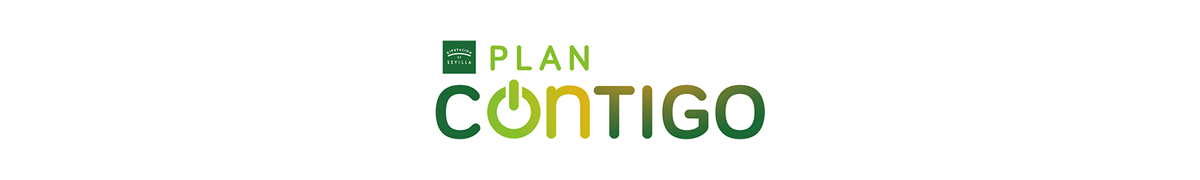 DIPUTACIÓN
DE
SEVILLA
PLAN
CONTIGO